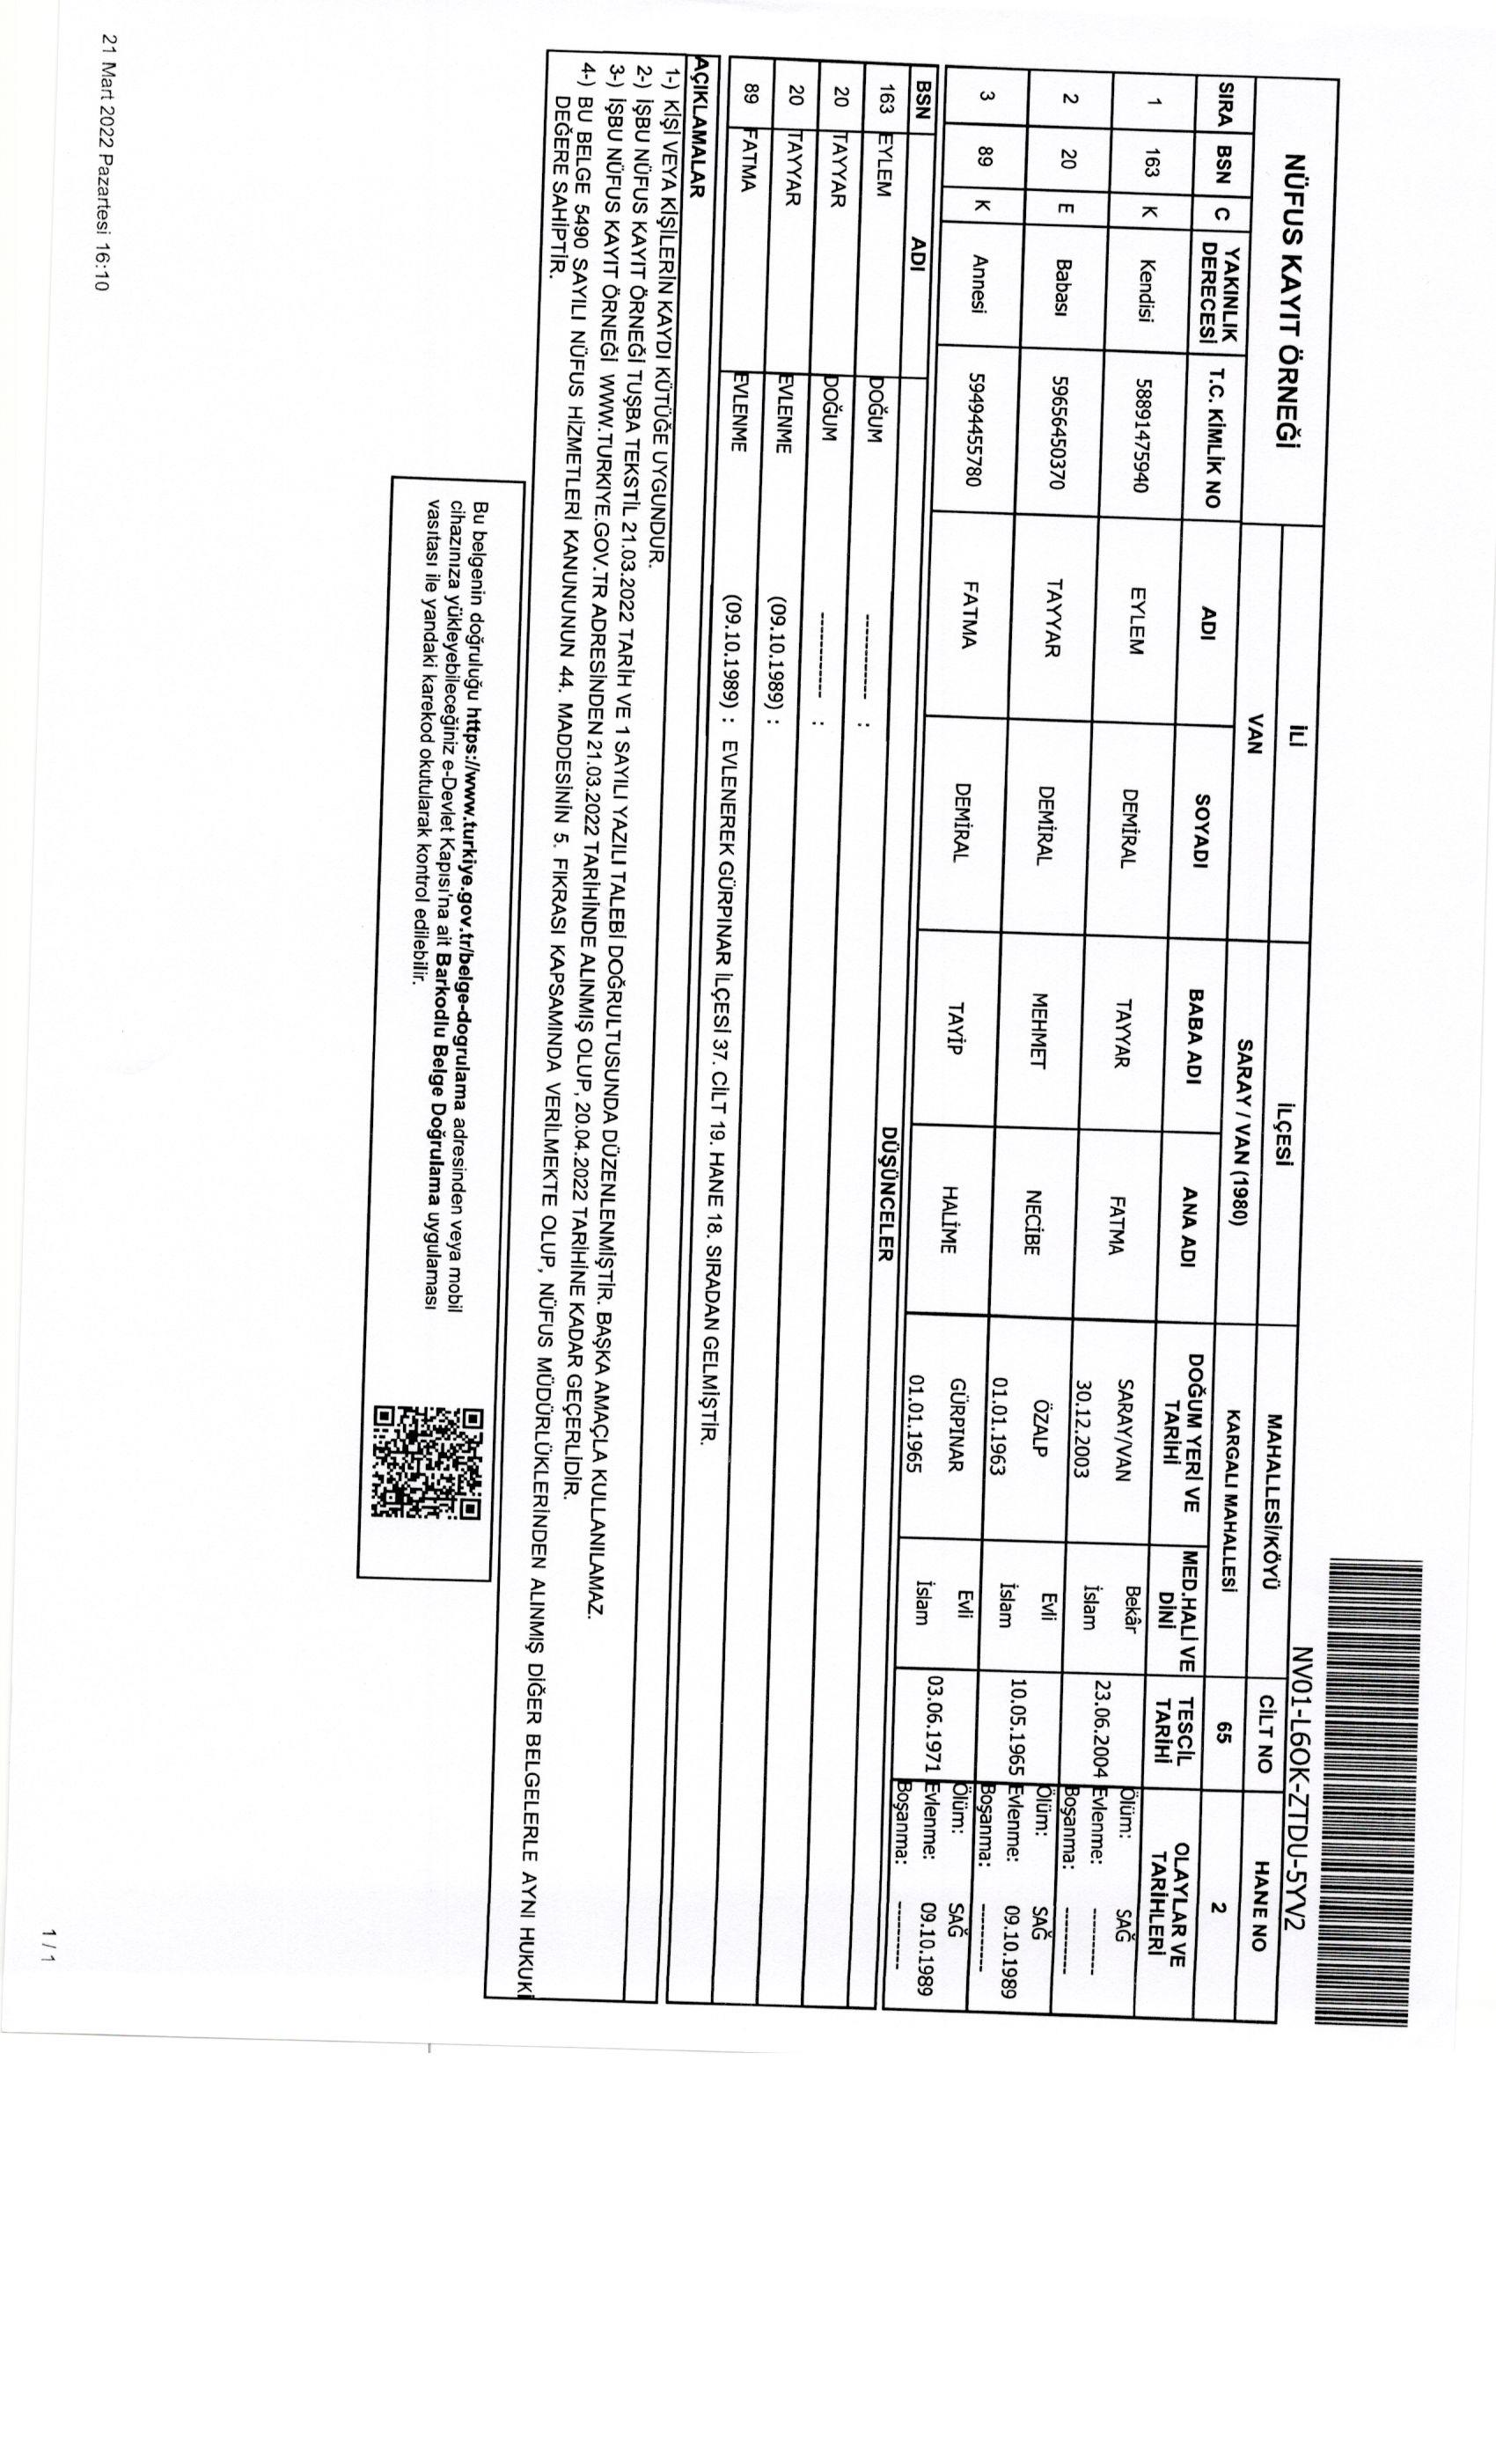 NV01-L6OK-ZTDU-5YV2
NÜFUS KAYIT ÖRNEĞİ İLİ İLÇESİ MAHALLESİ/KÖYÜ CİLT NO HANE NO
VAN SARAY / VAN (1980) KARGALI MAHALLESİ 65 2
SIRA BSN C YAKINLIK DERECESİ T.C. KİMLİK NO ADI SOYADI BABA ADI ANA ADI DOĞUM YERİ VE TARİHİ MED.HALİ VE DİNİ TESCİL TARİHİ OLAYLAR VE TARİHLERİ
1 163 K Kendisi 58891475940 EYLEM DEMİRAL TAYYAR FATMA SARAY/VAN 30.12.2003 Bekâr İslam 23.06.2004 Ölüm: SAĞ
Evlenme: ----------
Boşanma: ----------
2 20 E Babası 59656450370 TAYYAR DEMİRAL MEHMET NECİBE ÖZALP 01.01.1963 Evli İslam 10.05.1965 Ölüm: SAĞ
Evlenme: 09.10.1989
Boşanma: ----------
3 89 K Annesi 59494455780 FATMA DEMİRAL TAYİP HALİME GÜRPINAR 01.01.1965 Evli İslam 03.06.1971 Ölüm: SAĞ
Evlenme: 09.10.1989
Boşanma: ----------
BSN ADI DÜŞÜNCELER
163 EYLEM DOĞUM ----------- :
20 TAYYAR DOĞUM ----------- :
20 TAYYAR EVLENME (09.10.1989) :
89 FATMA EVLENME (09.10.1989) : EVLENEREK GÜRPINAR İLÇESİ 37. CİLT 19. HANE 18. SIRADAN GELMİŞTİR.
AÇIKLAMALAR
1-) KİŞİ VEYA KİŞİLERİN KAYDI KÜTÜĞE UYGUNDUR.
2-) İŞBU NÜFUS KAYIT ÖRNEĞİ TUŞBA TEKSTİL 21.03.2022 TARİH VE 1 SAYILI YAZILI TALEBİ DOĞRULTUSUNDA DÜZENLENMİŞTİR. BAŞKA AMAÇLA KULLANILAMAZ.
3-) İŞBU NÜFUS KAYIT ÖRNEĞİ WWW.TURKIYE.GOV.TR ADRESİNDEN 21.03.2022 TARİHİNDE ALINMIŞ OLUP, 20.04.2022 TARİHİNE KADAR GEÇERLİDİR.
4-) BU BELGE 5490 SAYILI NÜFUS HİZMETLERİ KANUNUNUN 44. MADDESİNİN 5. FIKRASI KAPSAMINDA VERİLMEKTE OLUP, NÜFUS MÜDÜRLÜKLERİNDEN ALINMIŞ DİĞER BELGELERLE AYNI HUKUKİ
DEĞERE SAHİPTİR.
Bu belgenin doğruluğu https://www.turkiye.gov.tr/belge-dogrulama adresinden veya mobil
cihazınıza yükleyebileceğiniz e-Devlet Kapısı'na ait Barkodlu Belge Doğrulama uygulaması
vasıtası ile yandaki karekod okutularak kontrol edilebilir.
21 Mart 2022 Pazartesi 16:10
1 / 1